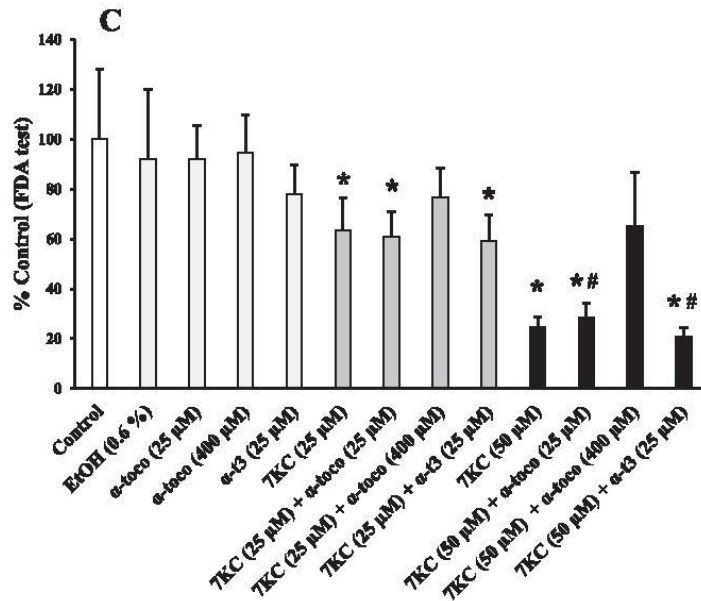 C
% Control (FDA test)
140
120
100
80
60
40
20
0
*
*
*
*
*#
*#
Control
EtOH (0.6 %)
α-toco (25 µM)
α-toco (400 µM)
α-t3 (25 µM)
7KC (25 µM)
7KC (25 µM) + α-toco (25 µM)
7KC (25 µM) + α-toco (400 µM)
7KC (25 µM) + α-t3 (25 µM)
7KC (50 µM)
7KC (50 µM) + α-toco (25 µM)
7KC (50 µM) + α-toco (400 µM)
7KC (50 µM) + α-t3 (25 µM)